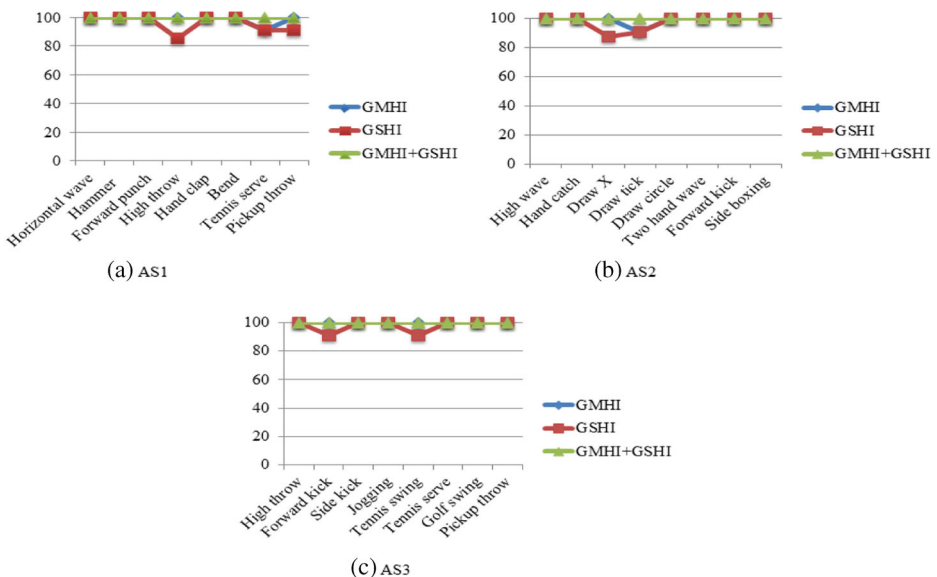 100
80
60
40
20
0
Horizontal wave
Hammer
Forward punch
High throw
Hand clap
Bend
Tennis serve
Pickup throw
GMHI
GSHI
GMHI+GSHI
(a) AS1
100
80
60
40
20
0
High wave
Hand catch
Draw X
Draw tick
Draw circle
Two hand wave
Forward kick
Side boxing
GMHI
GSHI
GMHI+GSHI
(b) AS2
100
80
60
40
20
0
High throw
Forward kick
Side kick
Jogging
Tennis swing
Tennis serve
Golf swing
Pickup throw
GMHI
GSHI
GMHI+GSHI
(c) AS3